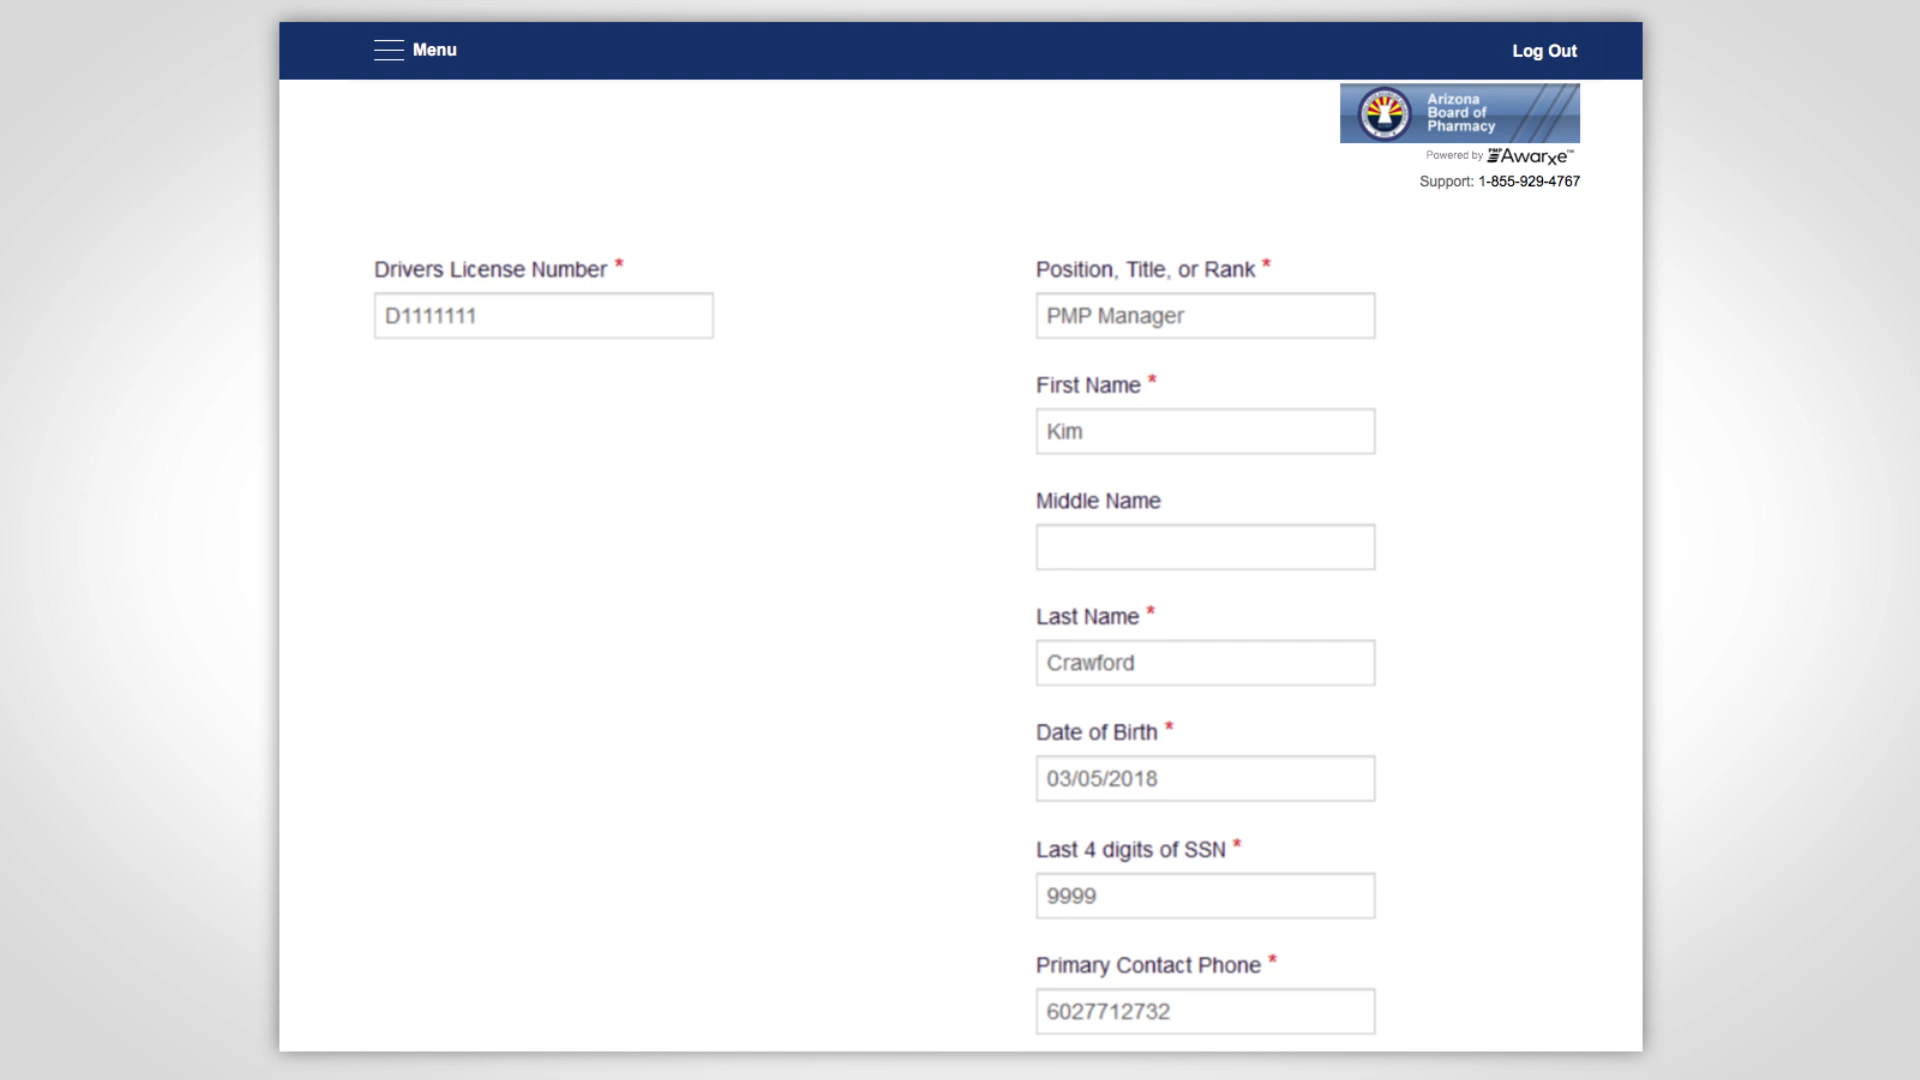 Menu
Log Out
Arizona
Board of
Pharmacy
Powered by PMP Awarxe™
Support: 1-855-929-4767
Drivers License Number *
D1111111
Position, Title, or Rank *
PMP Manager
First Name *
Kim
Middle Name
Last Name *
Crawford
Date of Birth *
03/05/2018
Last 4 digits of SSN *
9999
Primary Contact Phone *
6027712732